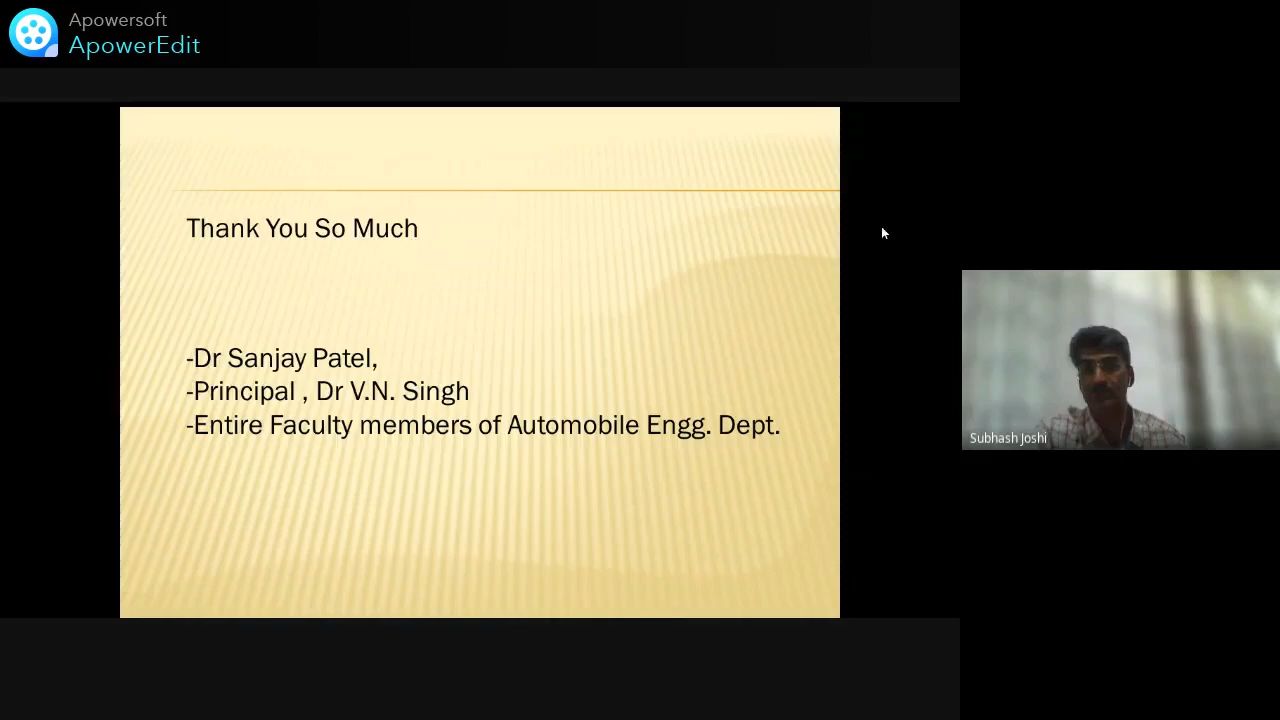 Apowersoft
ApowerEdit
Thank You So Much
-Dr Sanjay Patel,
-Principal , Dr V.N. Singh
-Entire Faculty members of Automobile Engg. Dept.
Subhash Joshi